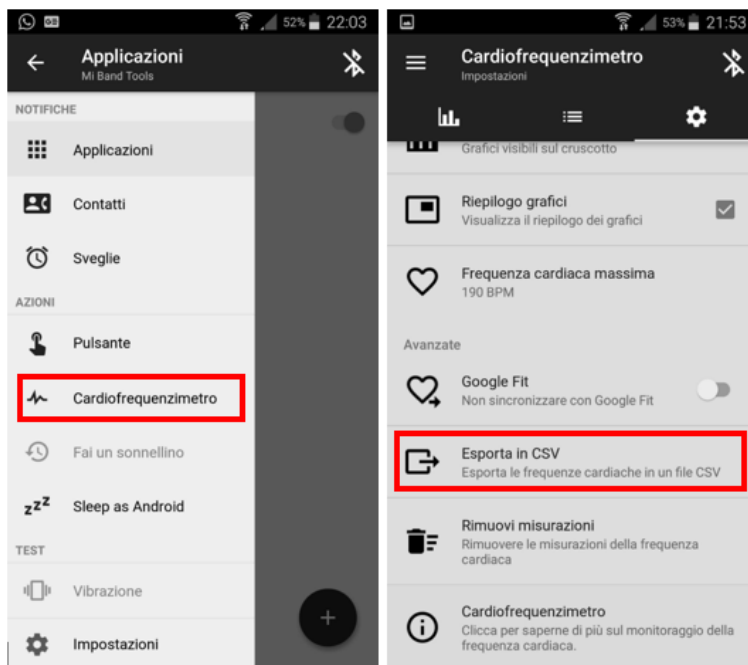 52% 22:03
Applicazioni
Mi Band Tools
NOTIFICHE
Applicazioni
Contatti
Sveglie
AZIONI
Pulsante
Cardiofrequenzimetro
Fai un sonnellino
zzz Sleep as Android
TEST
Vibrazione
Impostazioni
53% 21:53
Cardiofrequenzimetro
Impostazioni
Grafici visibili sul cruscotto
Riepilogo grafici
Visualizza il riepilogo dei grafici
Frequenza cardiaca massima
190 BPM
Avanzate
Google Fit
Non sincronizzare con Google Fit
Esporta in CSV
Esporta le frequenze cardiache in un file CSV
Rimuovi misurazioni
Rimuovere le misurazioni della frequenza
cardiaca
Cardiofrequenzimetro
Clicca per saperne di più sul monitoraggio della
frequenza cardiaca.